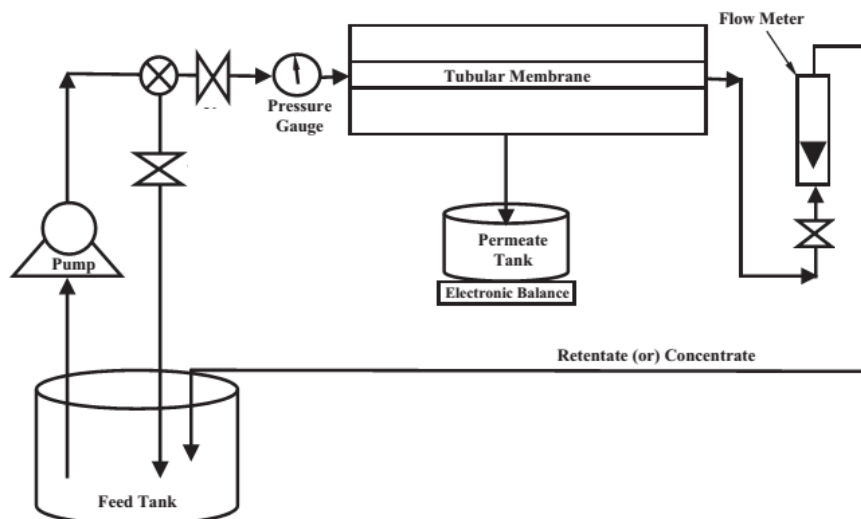 Flow Meter
Tubular Membrane
Pressure
Gauge
Permeate
Tank
Pump
Electronic Balance
Retentate (or) Concentrate
Feed Tank